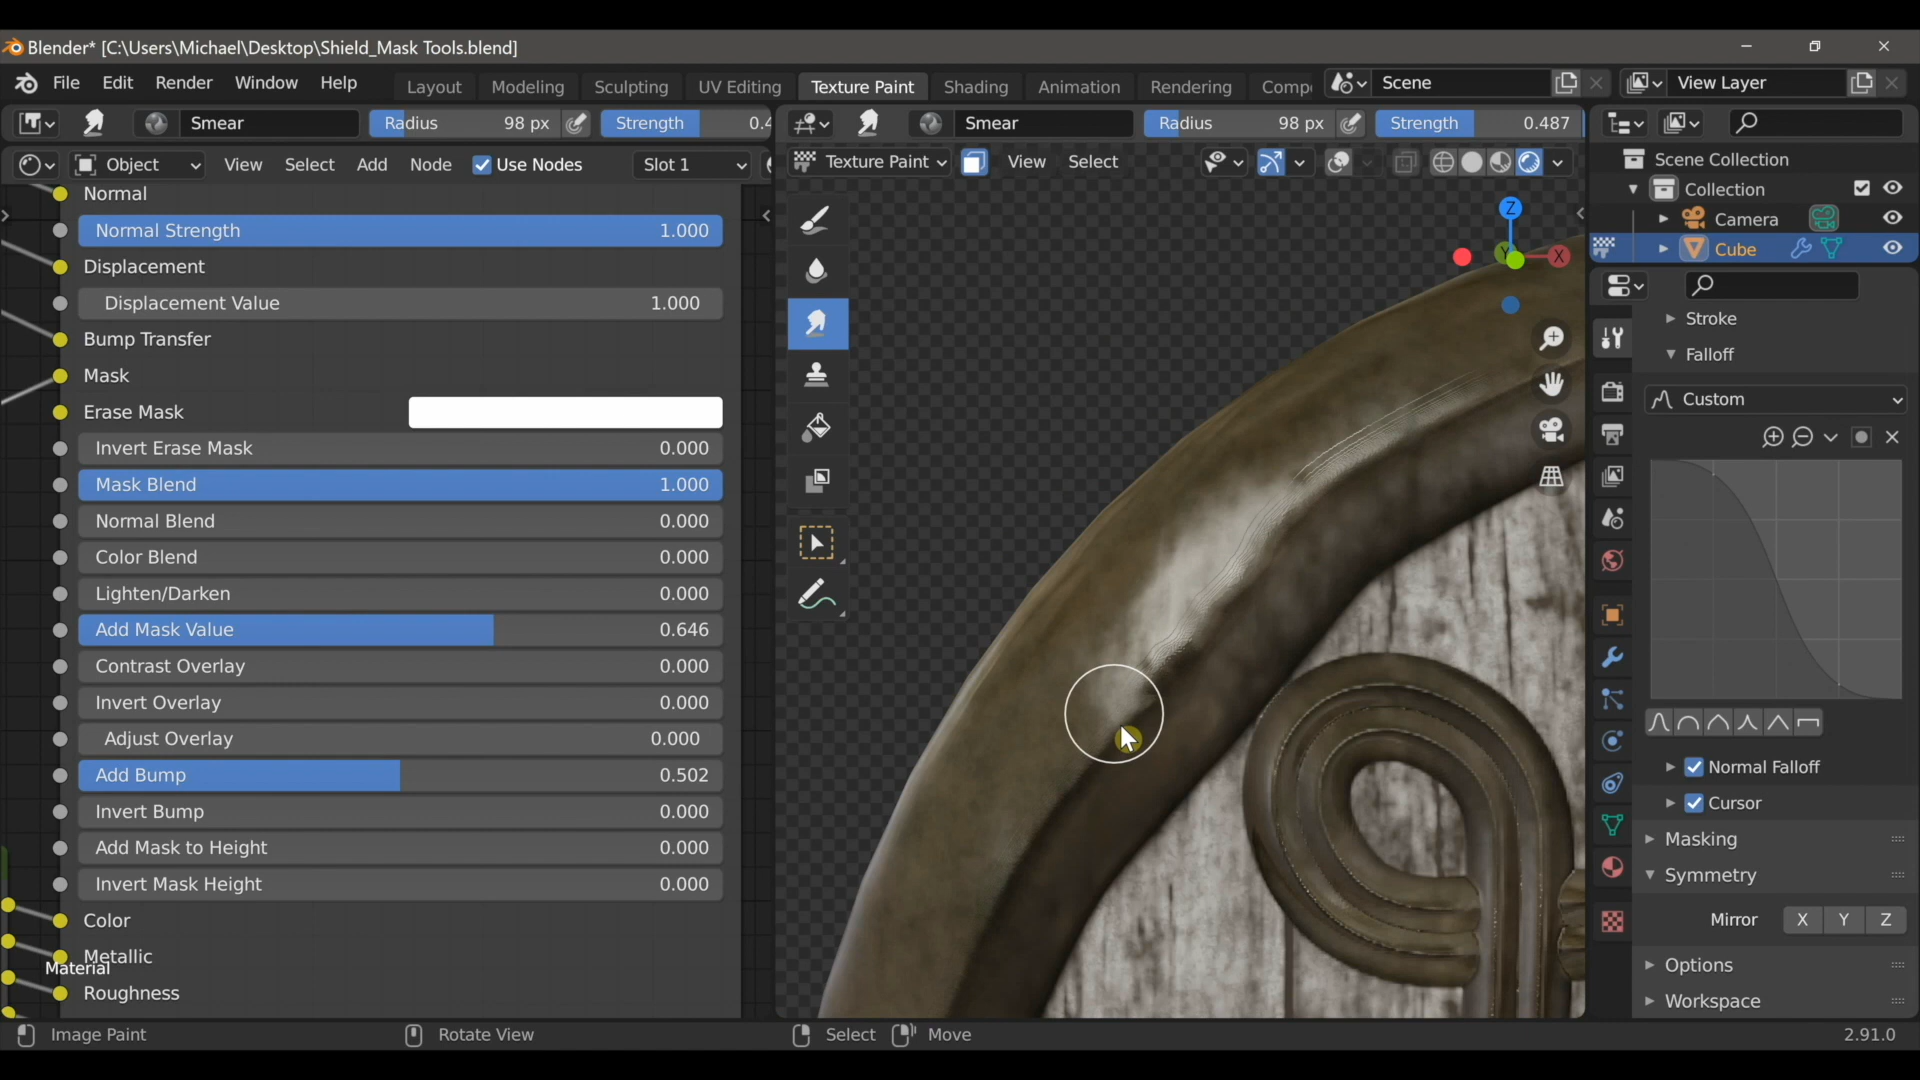 Blender* [C:\Users\Michael\Desktop\Shield_Mask Tools.blend]
File Edit Render Window Help Layout Modeling Sculpting UV Editing Texture Paint Shading Animation Rendering Comp Scene View Layer
Smear Radius 98 px Strength 0.4 Smear Radius 98 px Strength 0.487
Object View Select Add Node Use Nodes Slot 1 Texture Paint View Select
Scene Collection
Collection
Camera
Cube
Normal
Normal Strength 1.000
Displacement
Displacement Value 1.000
Bump Transfer
Mask
Erase Mask
Invert Erase Mask 0.000
Mask Blend 1.000
Normal Blend 0.000
Color Blend 0.000
Lighten/Darken 0.000
Add Mask Value 0.646
Contrast Overlay 0.000
Invert Overlay 0.000
Adjust Overlay 0.000
Add Bump 0.502
Invert Bump 0.000
Add Mask to Height 0.000
Invert Mask Height 0.000
Color
Metallic
Material
Roughness
Z
Y
X
Stroke
Falloff
Custom
Normal Falloff
Cursor
Masking
Symmetry
Mirror X Y Z
Options
Workspace
Image Paint Rotate View Select Move 2.91.0